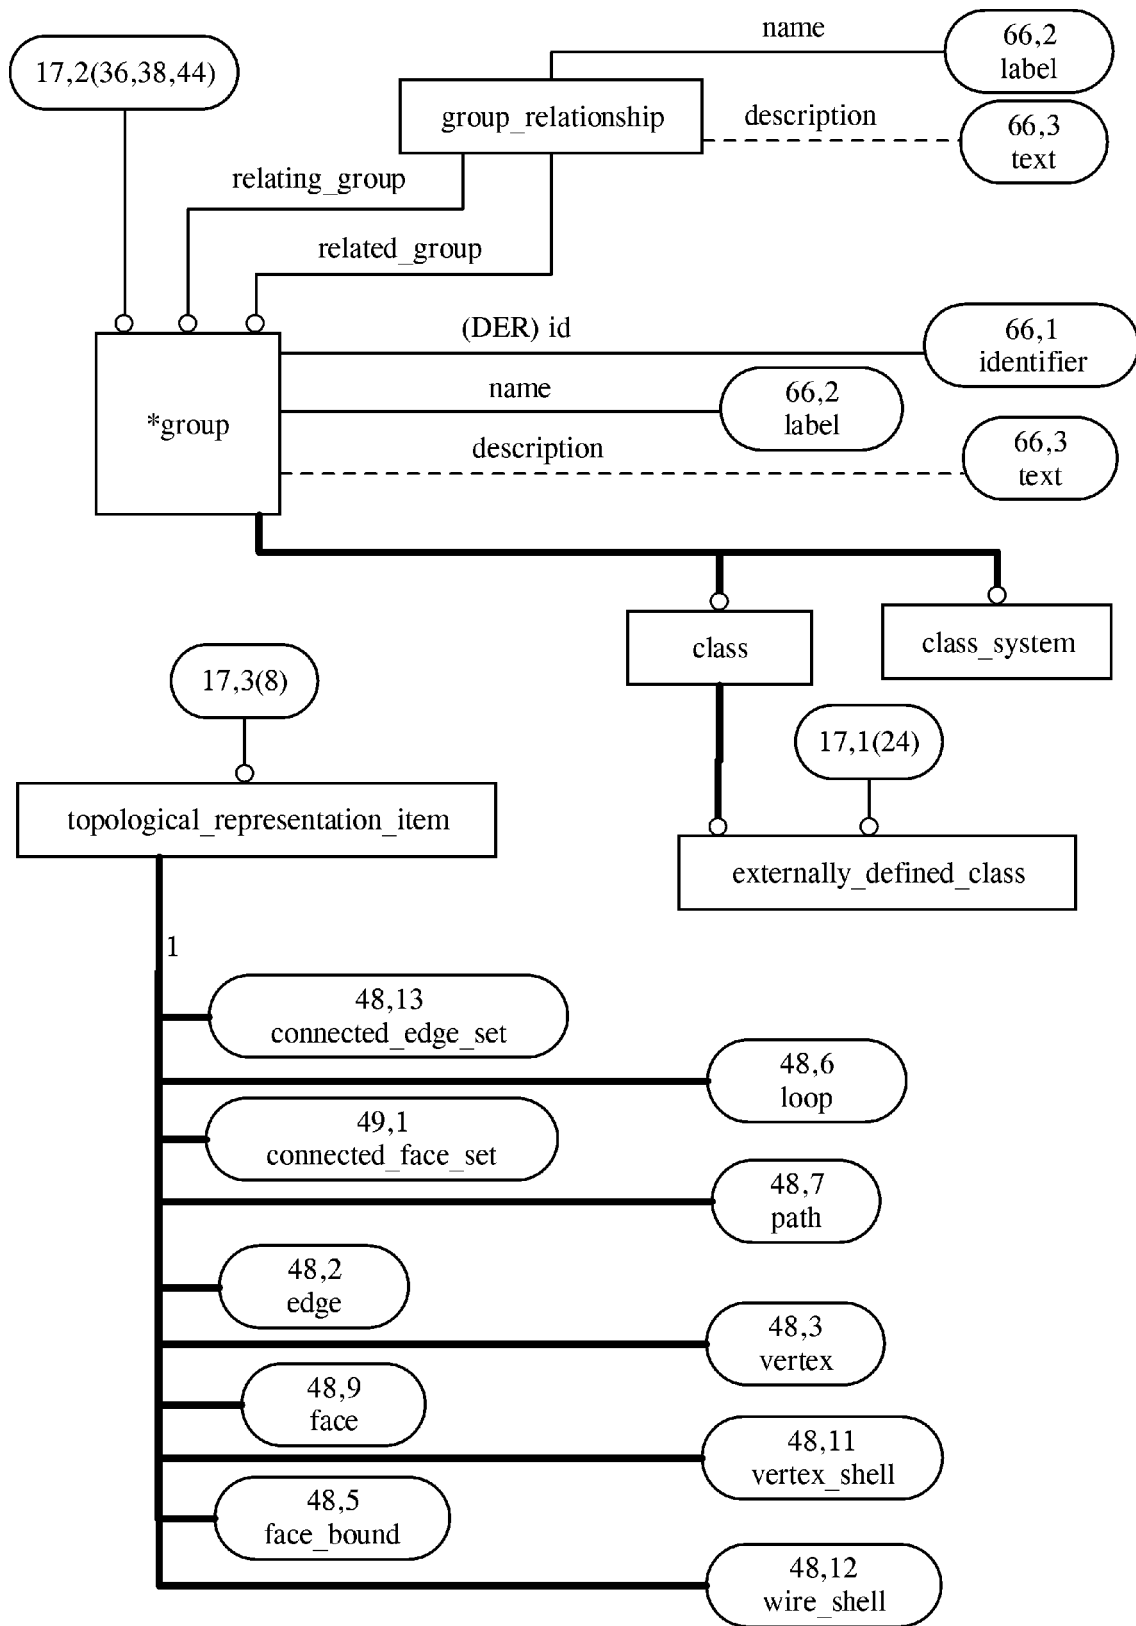 name
66,2
label
17,2(36,38,44)
group_relationship
description
66,3
text
relating_group
related_group
(DER) id
66,1
identifier
name
66,2
label
*group
description
66,3
text
class
class_system
17,3(8)
17,1(24)
topological_representation_item
externally_defined_class
1
48,13
connected_edge_set
48,6
loop
49,1
connected_face_set
48,7
path
48,2
edge
48,3
vertex
48,9
face
48,11
vertex_shell
48,5
face_bound
48,12
wire_shell